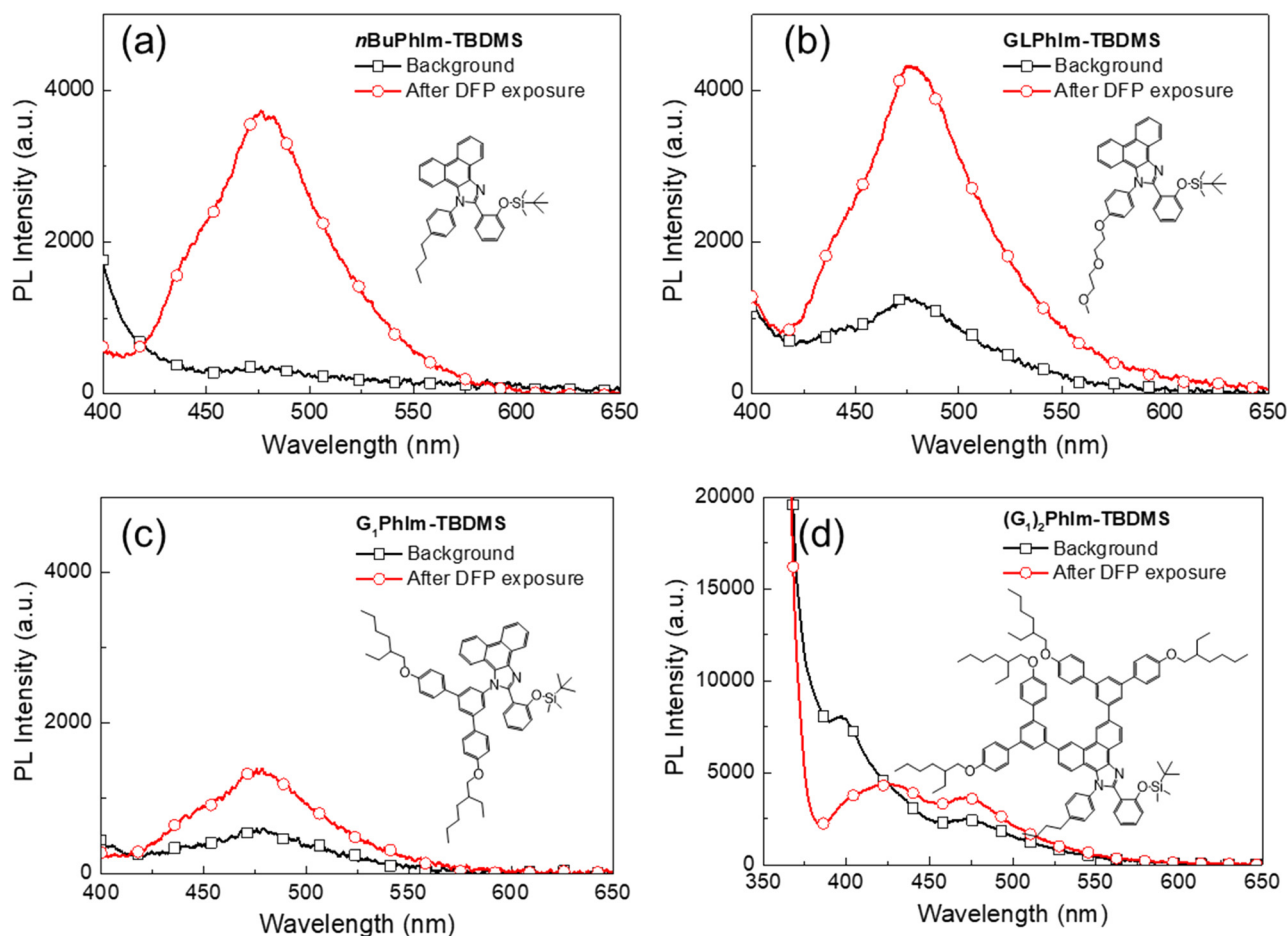 (a)
nBuPhIm-TBDMS
Background
After DFP exposure
PL Intensity (a.u.)
4000
2000
0
400 450 500 550 600 650
Wavelength (nm)
N
N
O
Si
(b)
GLPhIm-TBDMS
Background
After DFP exposure
PL Intensity (a.u.)
4000
2000
0
400 450 500 550 600 650
Wavelength (nm)
N
N
O
Si
O
O
O
(c)
G₁PhIm-TBDMS
Background
After DFP exposure
PL Intensity (a.u.)
4000
2000
0
400 450 500 550 600 650
Wavelength (nm)
O
N
N
O
Si
O
(d)
(G₁)₂PhIm-TBDMS
Background
After DFP exposure
PL Intensity (a.u.)
20000
15000
10000
5000
0
350 400 450 500 550 600 650
Wavelength (nm)
O
O
O
O
N
N
O
Si